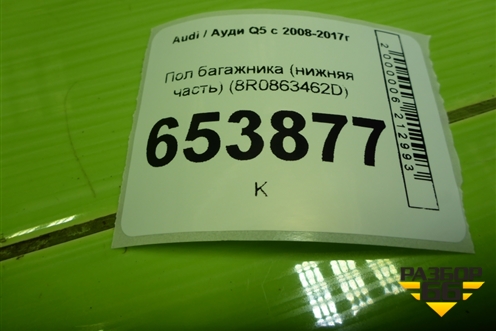 Audi / Ауди Q5 с 2008-2017г
Пол багажника (нижняя
часть) (8R0863462D)
653877
К
2000006212993
РАЗБОР